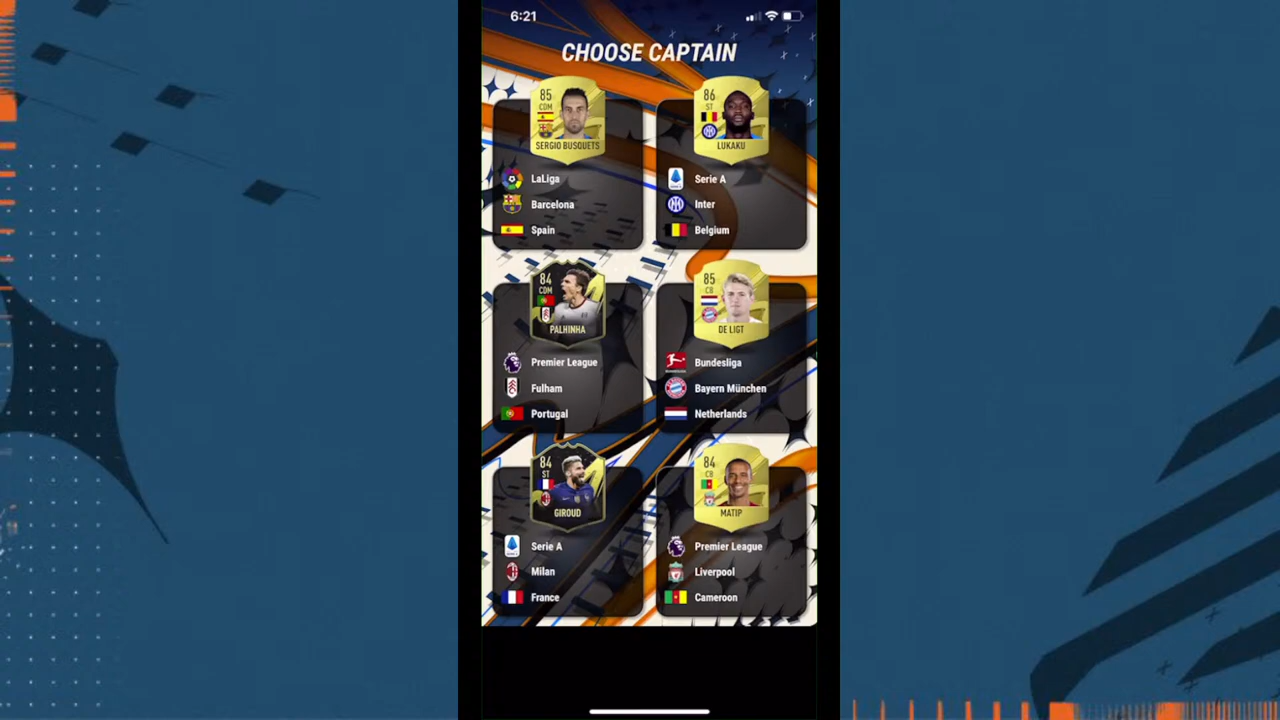 6:21
CHOOSE CAPTAIN
85
CDM
SERGIO BUSQUETS
LaLiga
Barcelona
Spain
86
ST
LUKAKU
Serie A
Inter
Belgium
84
CDM
PALHINHA
Premier League
Fulham
Portugal
85
CB
DE LIGT
Bundesliga
Bayern München
Netherlands
84
ST
GIROUD
Serie A
Milan
France
84
CB
MATIP
Premier League
Liverpool
Cameroon